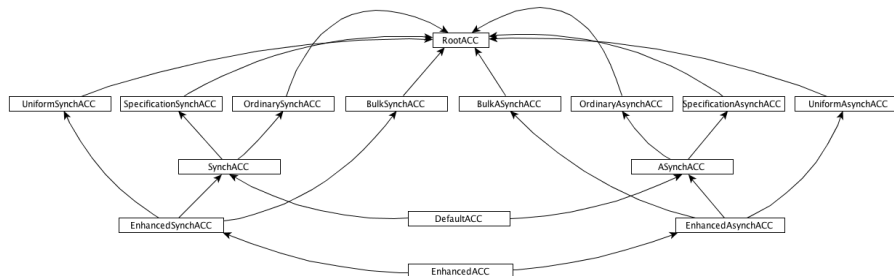 RootACC
UniformSynchACC
SpecificationSynchACC
OrdinarySynchACC
BulkSynchACC
BulkASynchACC
OrdinaryAsynchACC
SpecificationAsynchACC
UniformAsynchACC
SynchACC
ASynchACC
EnhancedSynchACC
DefaultACC
EnhancedAsynchACC
EnhancedACC